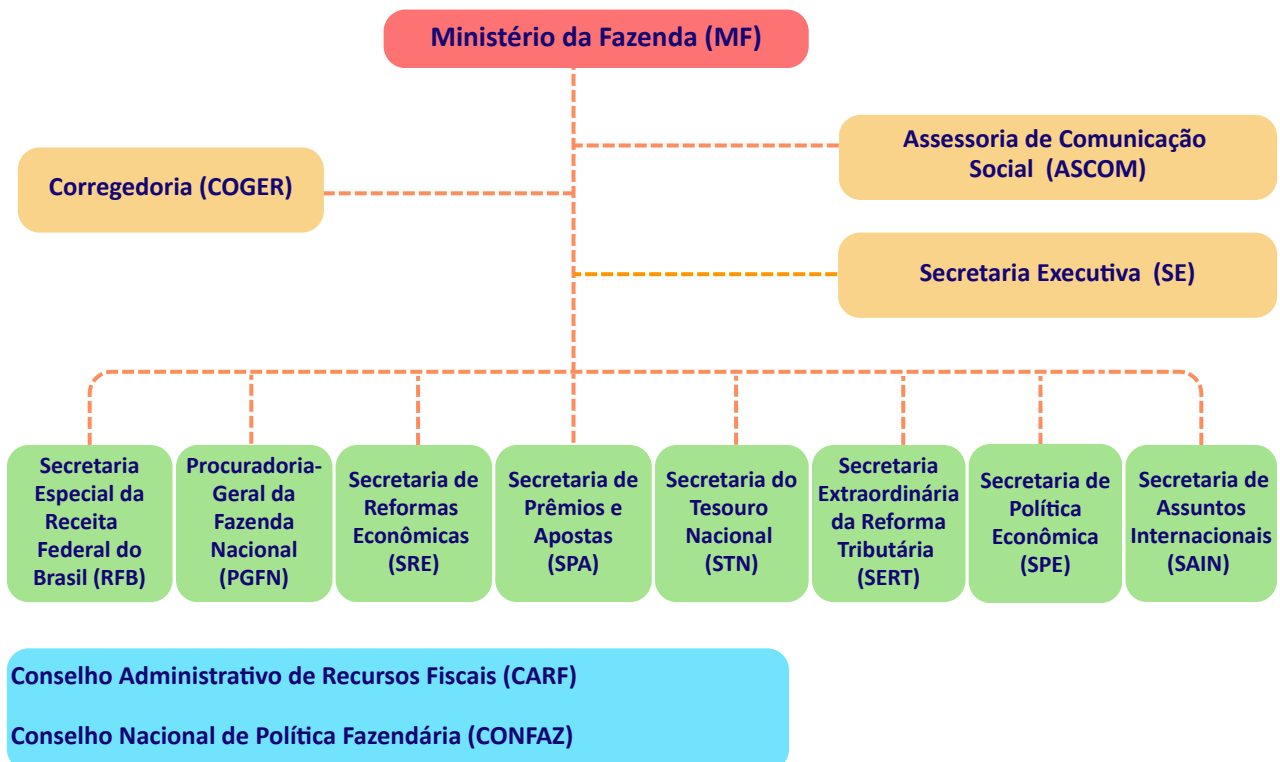 Ministério da Fazenda (MF)
Assessoria de Comunicação
Social (ASCOM)
Corregedoria (COGER)
Secretaria Executiva (SE)
Secretaria
Especial da
Receita
Federal do
Brasil (RFB)
Procuradoria-
Geral da
Fazenda
Nacional
(PGFN)
Secretaria de
Reformas
Econômicas
(SRE)
Secretaria de
Prêmios e
Apostas
(SPA)
Secretaria do
Tesouro
Nacional
(STN)
Secretaria
Extraordinária
da Reforma
Tributária
(SERT)
Secretaria de
Política
Econômica
(SPE)
Secretaria de
Assuntos
Internacionais
(SAIN)
Conselho Administrativo de Recursos Fiscais (CARF)
Conselho Nacional de Política Fazendária (CONFAZ)